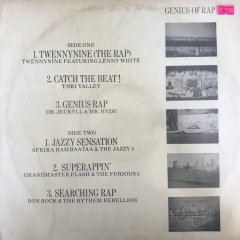 GENIUS OF RAP
SIDE ONE
1. TWENNYNINE (THE RAP)
TWENNYNINE FEATURING LENNY WHITE
2. CATCH THE BEAT!
T/SKI VALLEY
3. GENIUS RAP
DR. JECKYLL & MR. HYDE
SIDE TWO
1. JAZZY SENSATION
AFRIKA BAMBAATAA & THE JAZZY 5
2. SUPERAPPIN'
GRANDMASTER FLASH & THE FURIOUS 5
3. SEARCHING RAP
BON ROCK & THE RYTHEM REBELLION